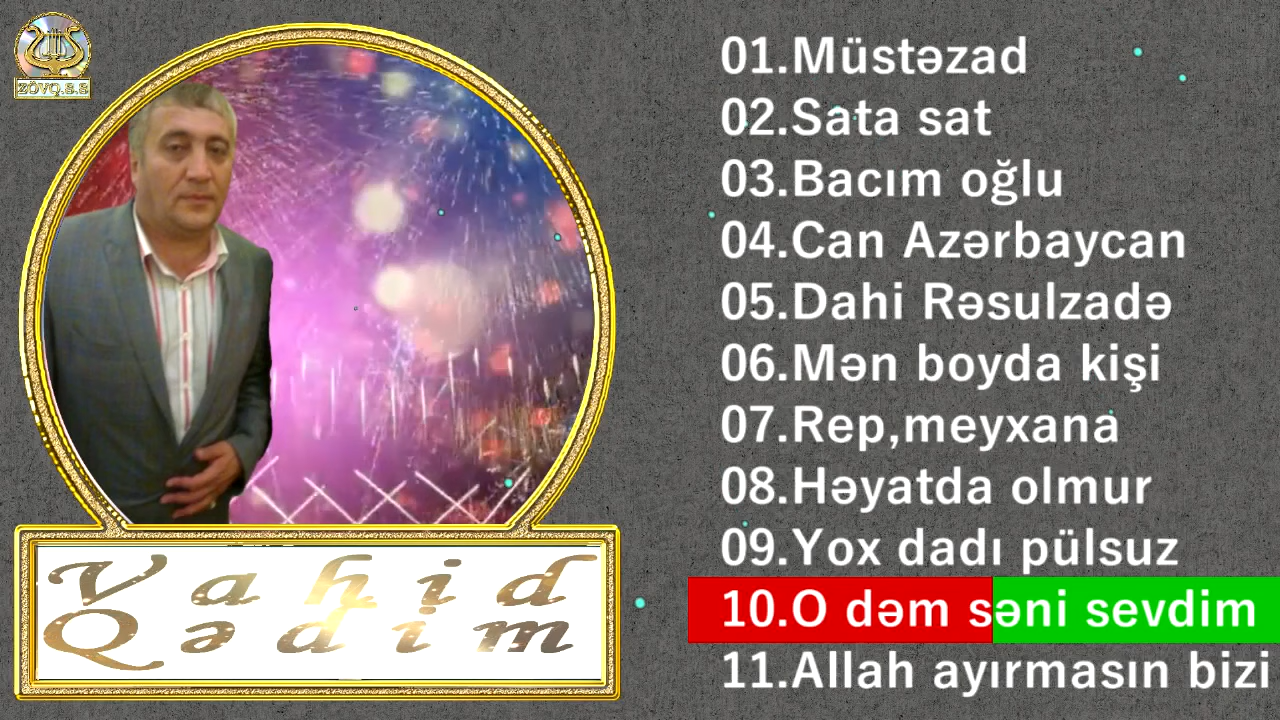 ZÖVQ.S.S
Vahid
Qədim
01.Müstəzad
02.Sata sat
03.Bacım oğlu
04.Can Azərbaycan
05.Dahi Rəsulzadə
06.Mən boyda kişi
07.Rep,meyxana
08.Həyatda olmur
09.Yox dadı pülsuz
10.O dəm səni sevdim
11.Allah ayırmasın bizi